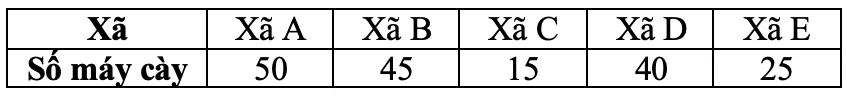 Xã Xã A Xã B Xã C Xã D Xã E
Số máy cày 50 45 15 40 25